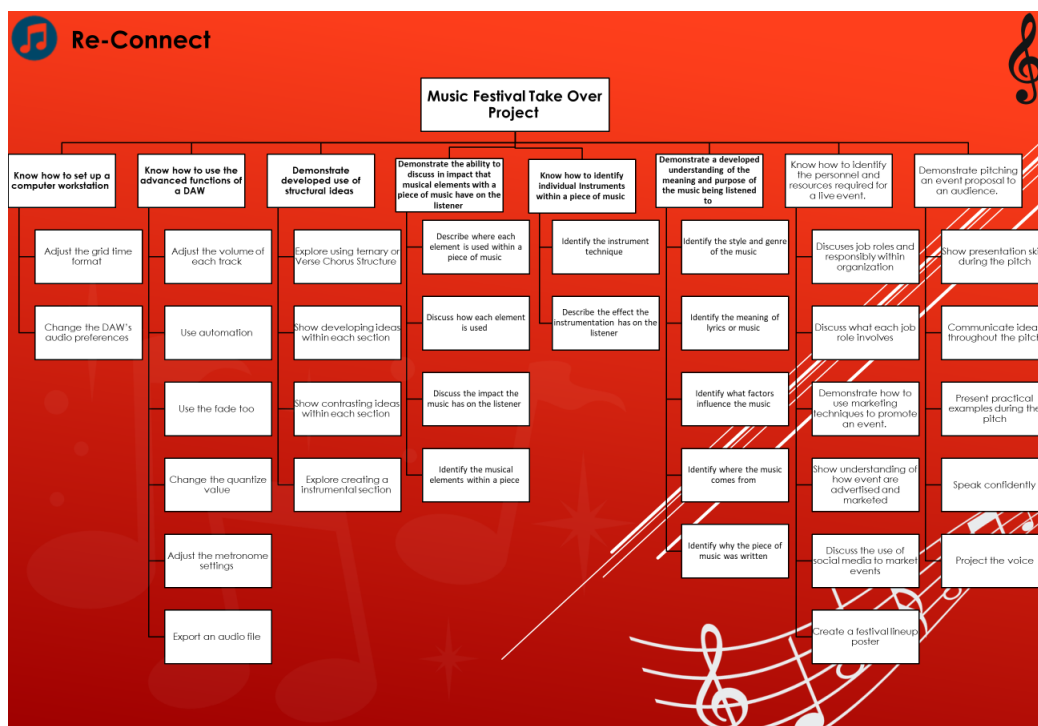 Re-Connect
Music Festival Take Over
Project
Know how to set up a
computer workstation
Adjust the grid time
format
Change the DAW's
audio preferences
Know how to use the
advanced functions of
a DAW
Adjust the volume of
each track
Use automation
Use the fade too
Change the quantize
value
Adjust the metronome
settings
Export an audio file
Demonstrate
developed use of
structural ideas
Explore using ternary or
Verse Chorus Structure
Show developing ideas
within each section
Show contrasting ideas
within each section
Explore creating a
instrumental section
Demonstrate the ability to
discuss in impact that
musical elements with a
piece of music have on the
listener
Describe where each
element is used within a
piece of music
Discuss how each element
is used
Discuss the impact the
music has on the listener
Identify the musical
elements within a piece
Know how to identify
individual Instruments
within a piece of music
Identify the instrument
technique
Describe the effect the
instrumentation has on the
listener
Demonstrate a developed
understanding of the
meaning and purpose of
the music being listened
to
Identify the style and genre
of the music
Identify the meaning of
lyrics or music
Identify what factors
influence the music
Identify where the music
comes from
Identify why the piece of
music was written
Know how to identify
the personnel and
resources required for
a live event.
Discuses job roles and
responsibly within
organization
Discuss what each job
role involves
Demonstrate how to
use marketing
techniques to promote
an event.
Show understanding of
how event are
advertised and
marketed
Discuss the use of
social media to market
events
Create a festival lineup
poster
Demonstrate pitching
an event proposal to
an audience.
Show presentation ski
during the pitch
Communicate idea
throughout the pitch
Present practical
examples during the
pitch
Speak confidently
Project the voice